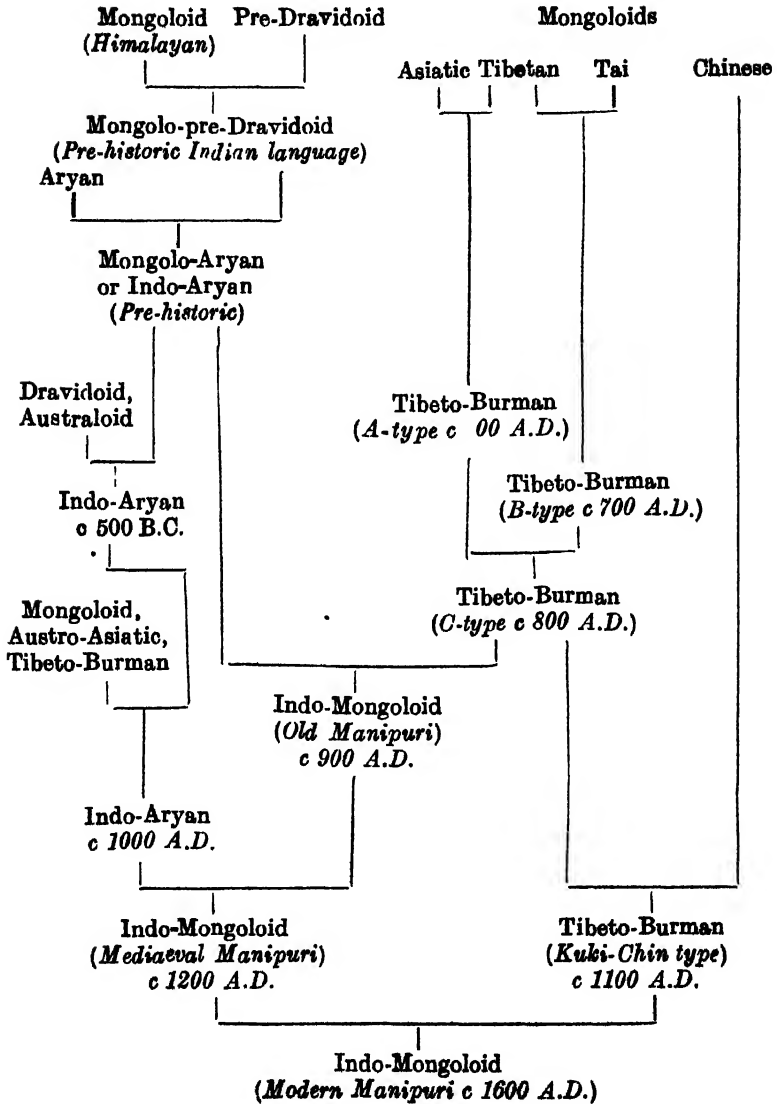 Mongoloid Pre-Dravidoid Mongoloids
(Himalayan)
Asiatic Tibetan Tai Chinese
Mongolo-pre-Dravidoid
(Pre-historic Indian language)
Aryan
Mongolo-Aryan
or Indo-Aryan
(Pre-historic)
Dravidoid,
Australoid
Tibeto-Burman
(A-type c 00 A.D.)
Indo-Aryan
c 500 B.C.
Tibeto-Burman
(B-type c 700 A.D.)
Mongoloid,
Austro-Asiatic,
Tibeto-Burman
Tibeto-Burman
(C-type c 800 A.D.)
Indo-Mongoloid
(Old Manipuri)
c 900 A.D.
Indo-Aryan
c 1000 A.D.
Indo-Mongoloid
(Mediaeval Manipuri)
c 1200 A.D.
Tibeto-Burman
(Kuki-Chin type)
c 1100 A.D.
Indo-Mongoloid
(Modern Manipuri c 1600 A.D.)